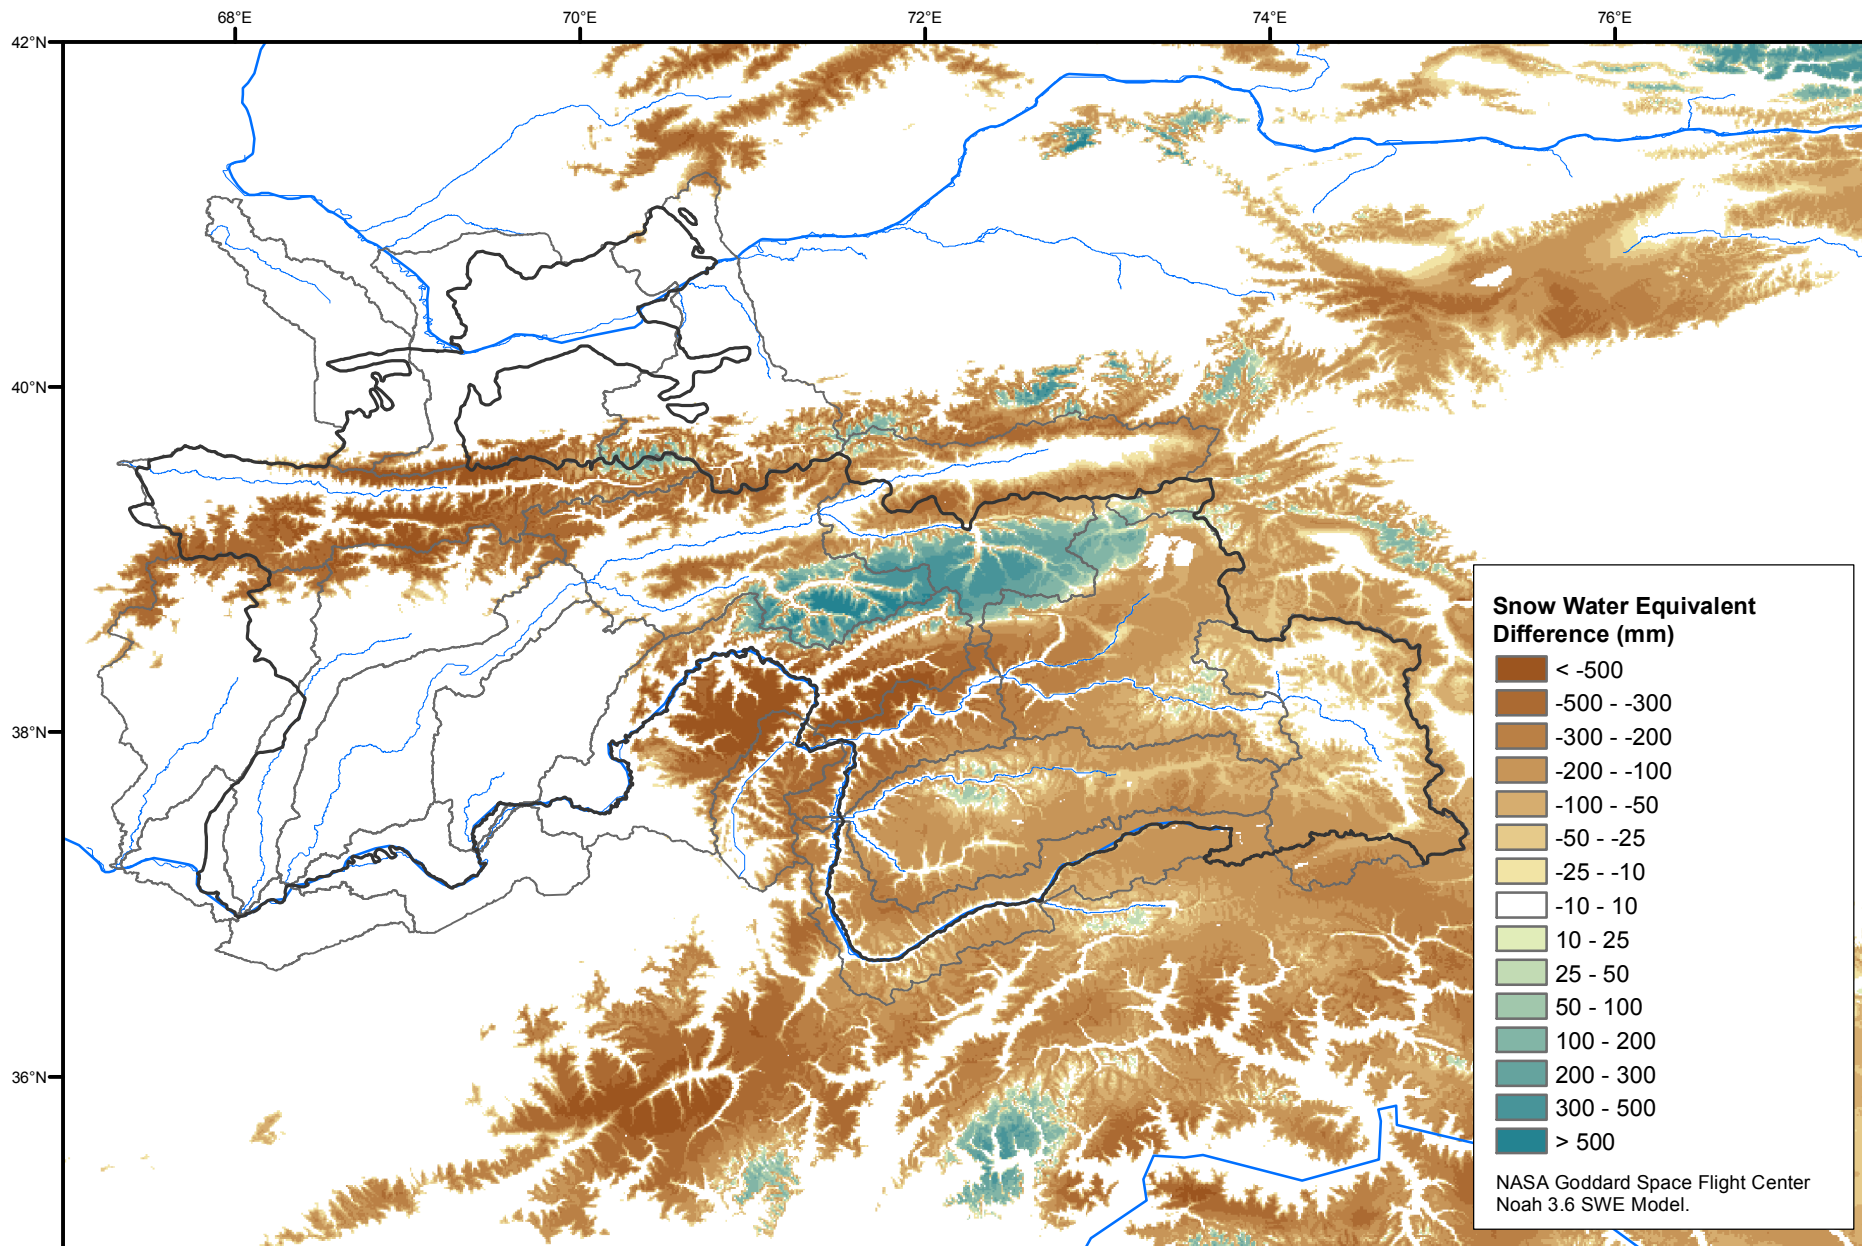 68°E 70°E 72°E 74°E 76°E
42°N
40°N
38°N
36°N
Snow Water Equivalent
Difference (mm)
< -500
-500 - -300
-300 - -200
-200 - -100
-100 - -50
-50 - -25
-25 - -10
-10 - 10
10 - 25
25 - 50
50 - 100
100 - 200
200 - 300
300 - 500
> 500
NASA Goddard Space Flight Center
Noah 3.6 SWE Model.